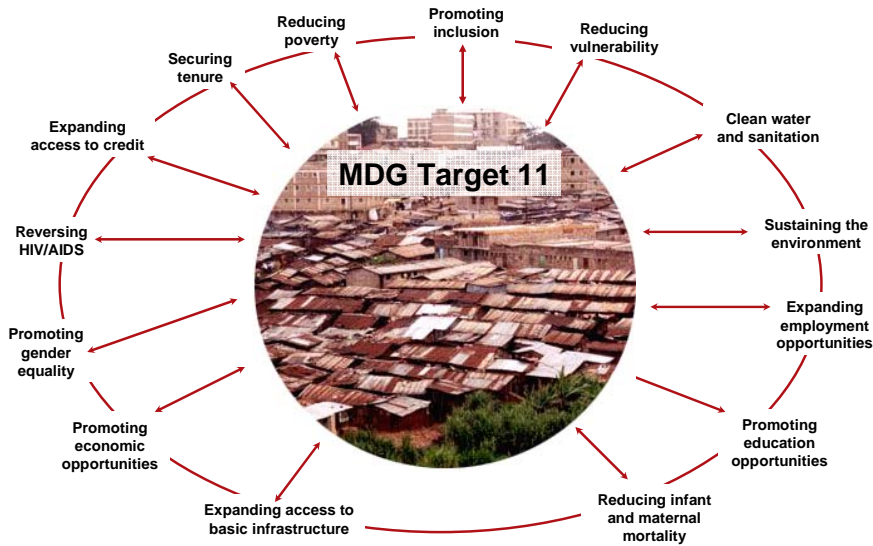 Promoting
inclusion
Reducing
vulnerability
Clean water
and sanitation
Sustaining the
environment
Expanding
employment
opportunities
Promoting
education
opportunities
Reducing infant
and maternal
mortality
Expanding access to
basic infrastructure
Promoting
economic
opportunities
Promoting
gender
equality
Reversing
HIV/AIDS
Expanding
access to credit
Securing
tenure
Reducing
poverty
MDG Target 11